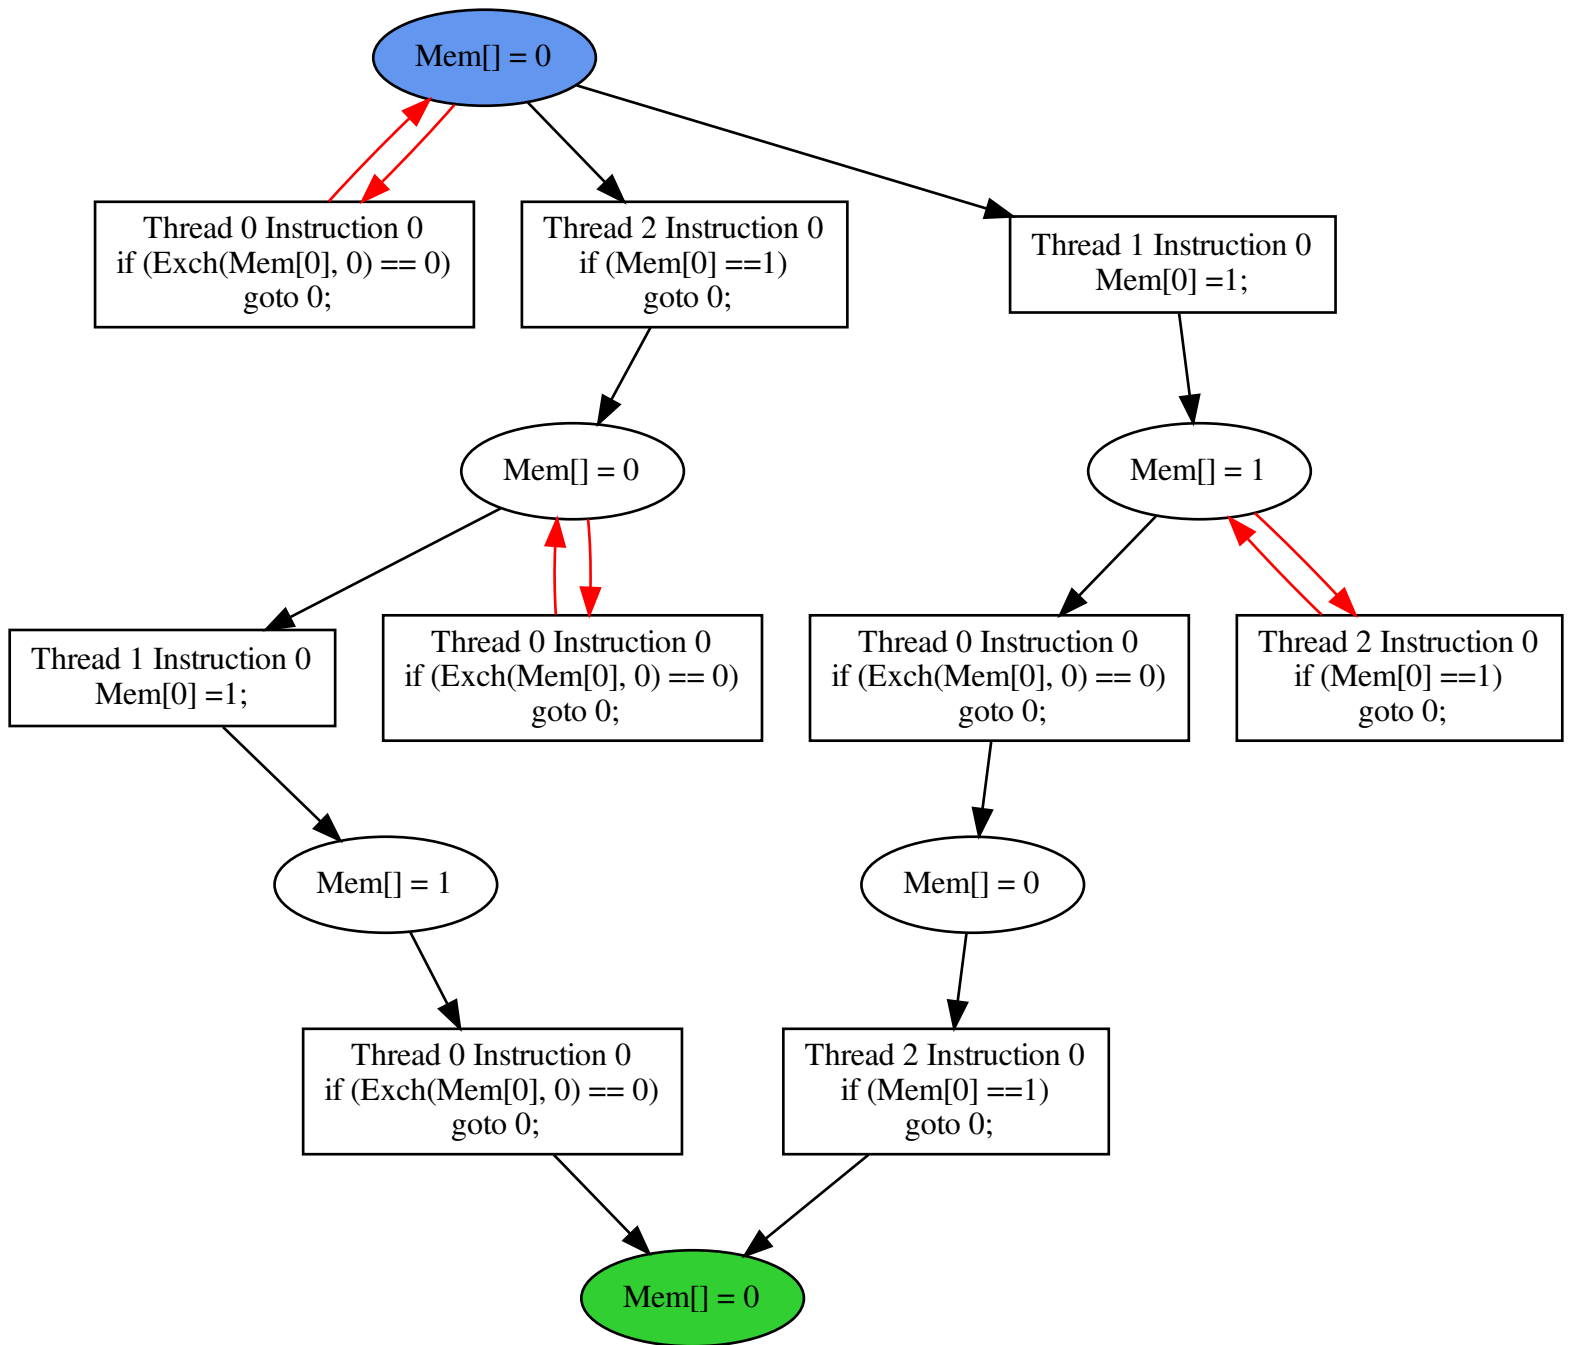 Mem[] = 0
Thread 0 Instruction 0
if (Exch(Mem[0], 0) == 0)
goto 0;
Thread 2 Instruction 0
if (Mem[0] ==1)
goto 0;
Thread 1 Instruction 0
Mem[0] =1;
Mem[] = 0
Mem[] = 1
Thread 1 Instruction 0
Mem[0] =1;
Thread 0 Instruction 0
if (Exch(Mem[0], 0) == 0)
goto 0;
Thread 0 Instruction 0
if (Exch(Mem[0], 0) == 0)
goto 0;
Thread 2 Instruction 0
if (Mem[0] ==1)
goto 0;
Mem[] = 1
Mem[] = 0
Thread 0 Instruction 0
if (Exch(Mem[0], 0) == 0)
goto 0;
Thread 2 Instruction 0
if (Mem[0] ==1)
goto 0;
Mem[] = 0